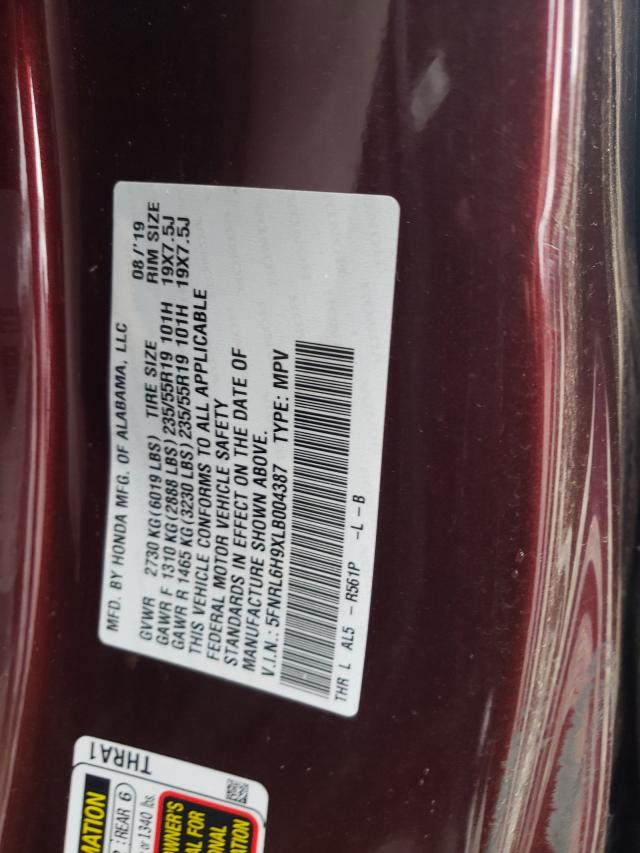 MFD. BY HONDA MFG. OF ALABAMA, LLC 08/'19
GVWR 2730 KG (6019 LBS) TIRE SIZE RIM SIZE
GAWR F 1310 KG (2888 LBS) 235/55R19 101H 19X7.5J
GAWR R 1465 KG (3230 LBS) 235/55R19 101H 19X7.5J
THIS VEHICLE CONFORMS TO ALL APPLICABLE
FEDERAL MOTOR VEHICLE SAFETY
STANDARDS IN EFFECT ON THE DATE OF
MANUFACTURE SHOWN ABOVE.
V.I.N.: 5FNRL6H9XLB004387 TYPE: MPV
THR L AL5 -R561P -L-B
THRA1
:REAR 6
or 1340 lbs.